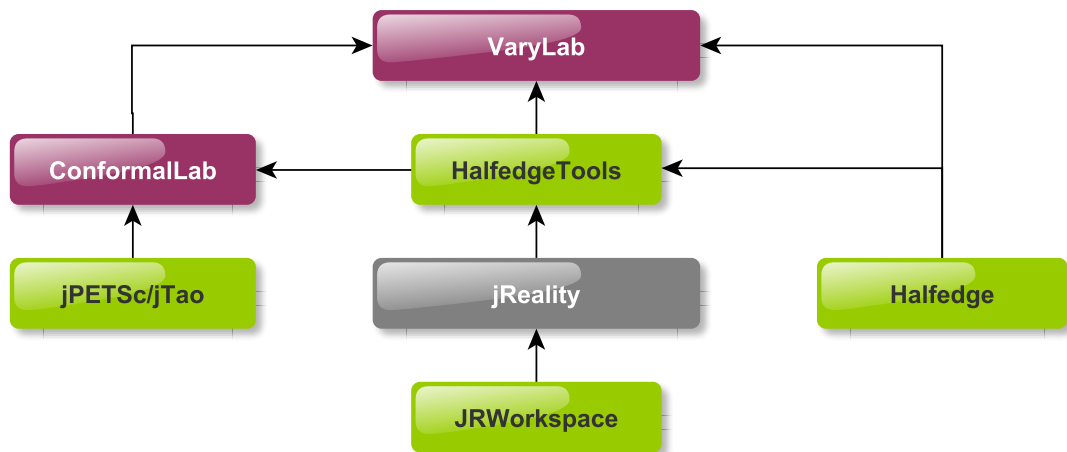 VaryLab
ConformalLab
HalfedgeTools
jPETSc/jTao
jReality
Halfedge
JRWorkspace